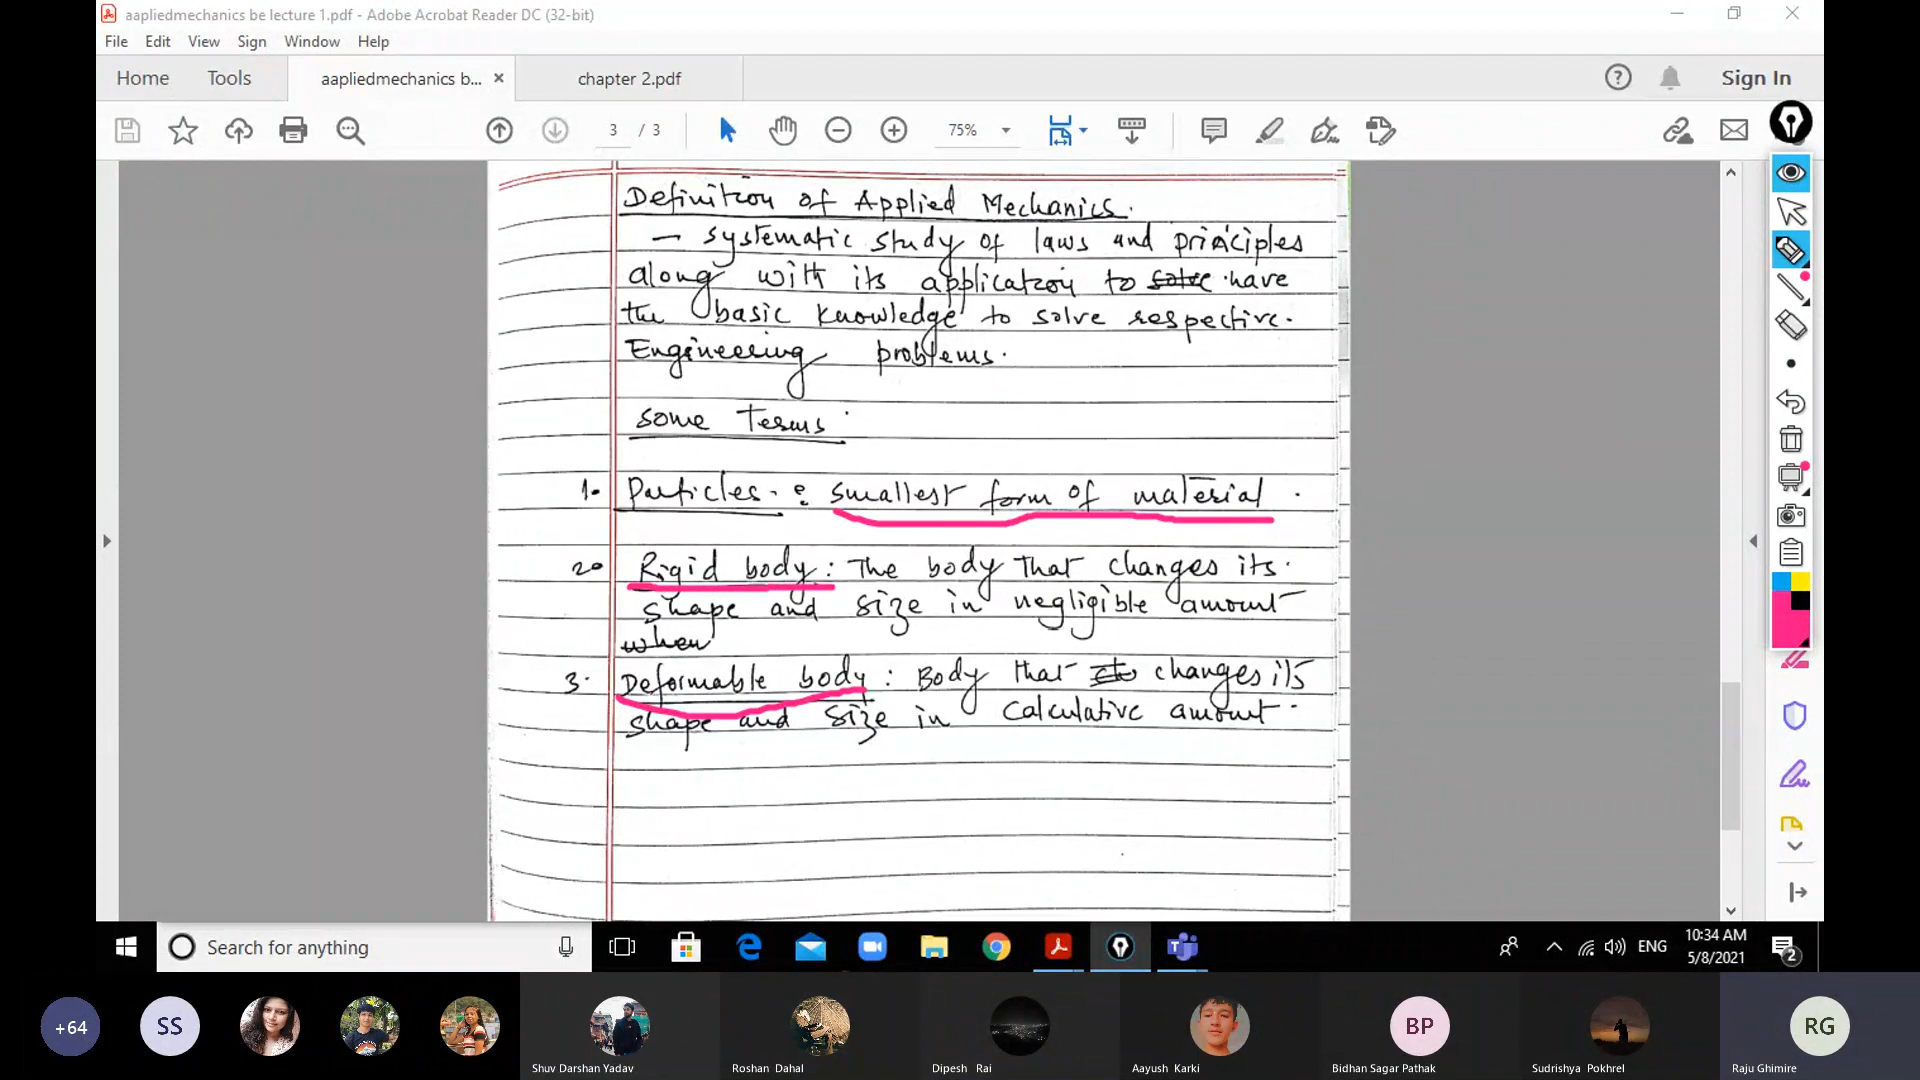 aapliedmechanics be lecture 1.pdf - Adobe Acrobat Reader DC (32-bit)
File Edit View Sign Window Help
Home Tools aapliedmechanics b... × chapter 2.pdf Sign In
3 / 3 75%
Definition of Applied Mechanics.
- systematic study of laws and principles
along with its application to solve have
the basic knowledge to solve respective.
Engineering problems.
some Terms
1. Particles : smallest form of material .
2. Rigid body : The body that changes its.
shape and size in negligible amount
when
3. Deformable body : Body that changes its
shape and size in calculative amount.
Search for anything
ENG
10:34 AM
5/8/2021
2
+64 SS BP RG
Shuv Darshan Yadav Roshan Dahal Dipesh Rai Aayush Karki Bidhan Sagar Pathak Sudrishya Pokhrel Raju Ghimire